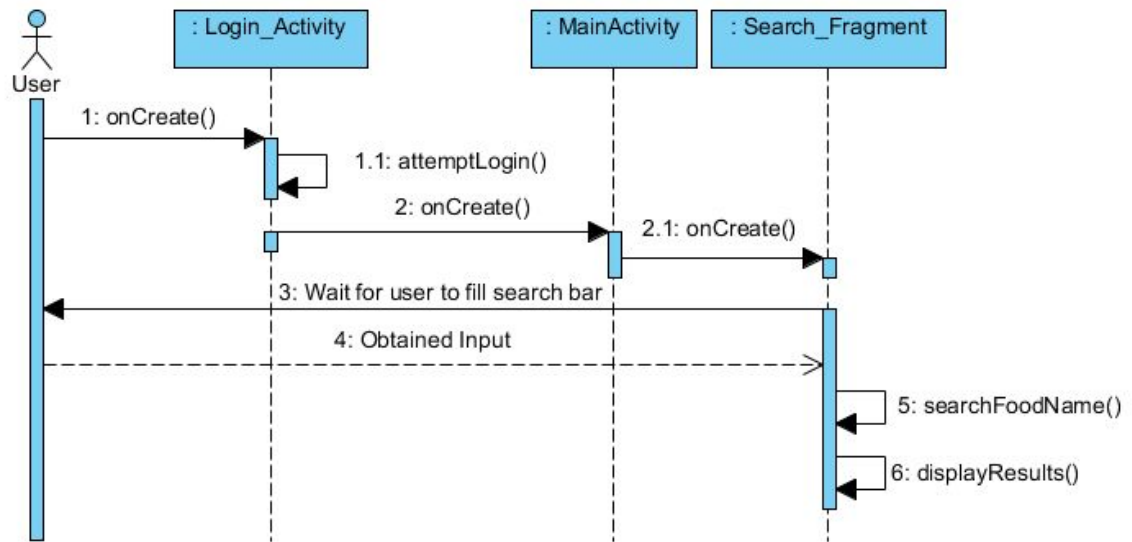 : Login_Activity
: MainActivity
: Search_Fragment
User
1: onCreate()
1.1: attemptLogin()
2: onCreate()
2.1: onCreate()
3: Wait for user to fill search bar
4: Obtained Input
5: searchFoodName()
6: displayResults()